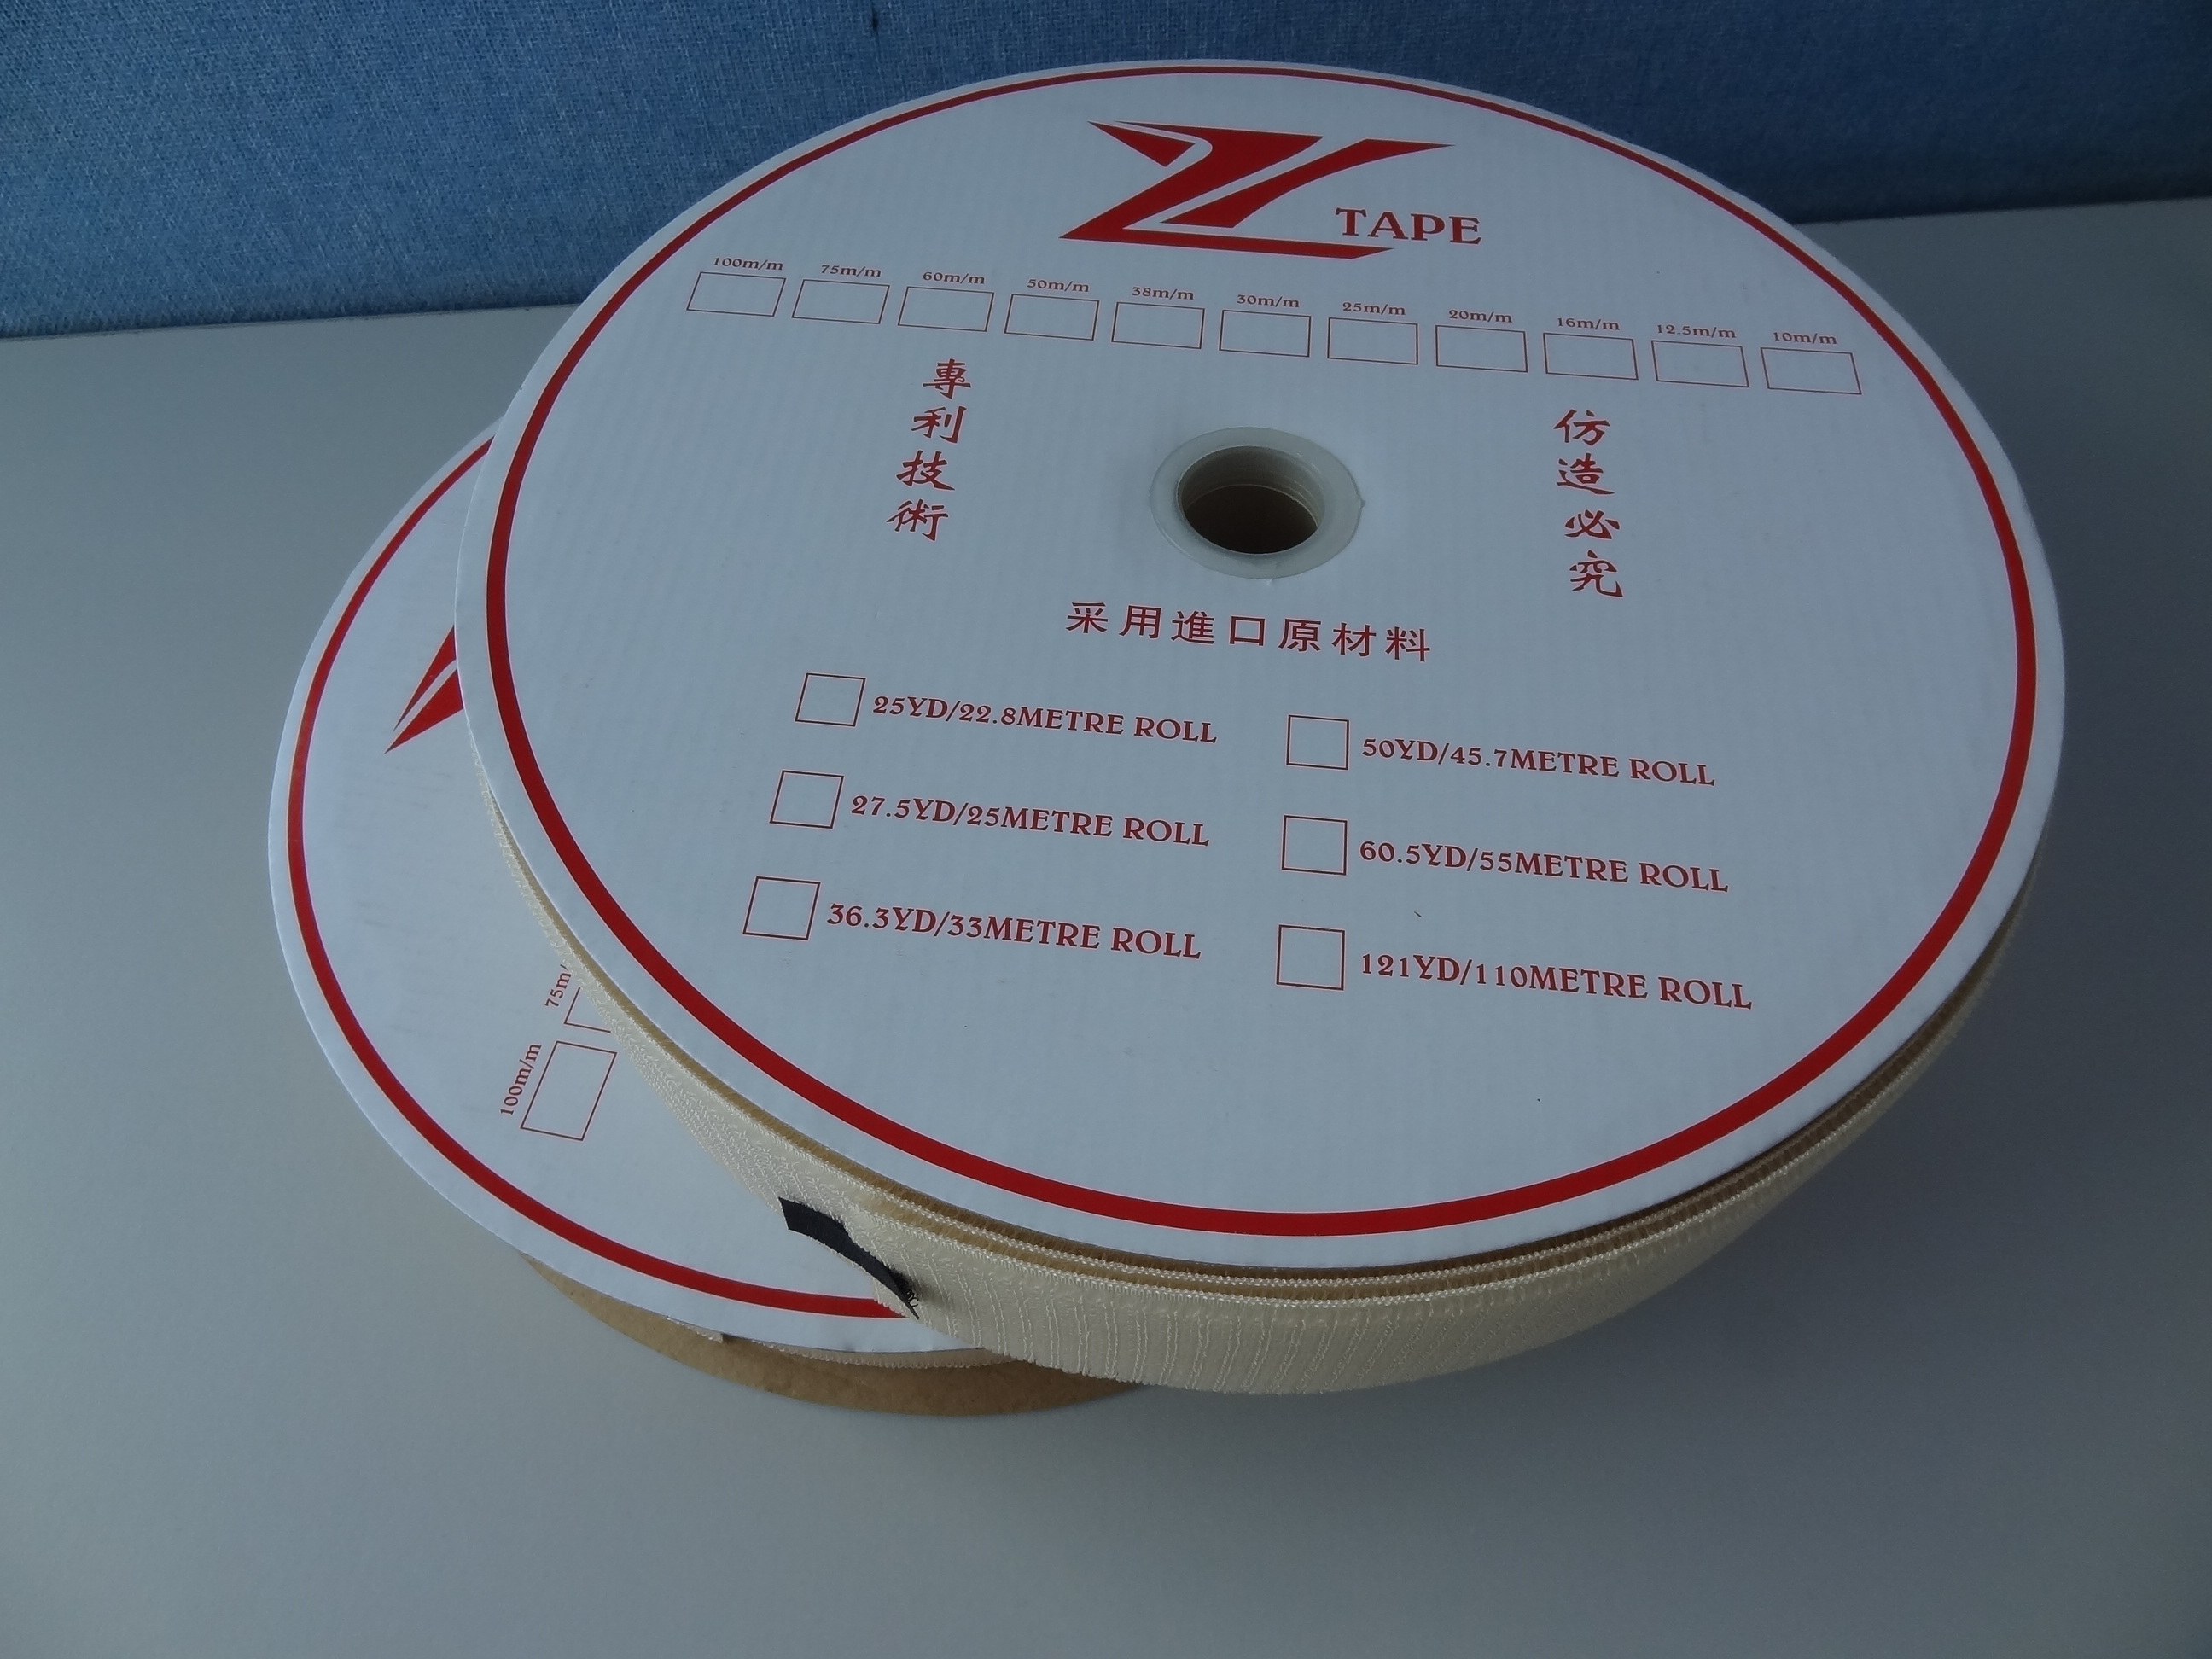 ZY TAPE
100m/m 75m/m 60m/m 50m/m 38m/m 30m/m 25m/m 20m/m 16m/m 12.5m/m 10m/m
專利技術
仿造必究
采用進口原材料
25YD/22.8METRE ROLL
50YD/45.7METRE ROLL
27.5YD/25METRE ROLL
60.5YD/55METRE ROLL
36.3YD/33METRE ROLL
121YD/110METRE ROLL
75m/
100m/m